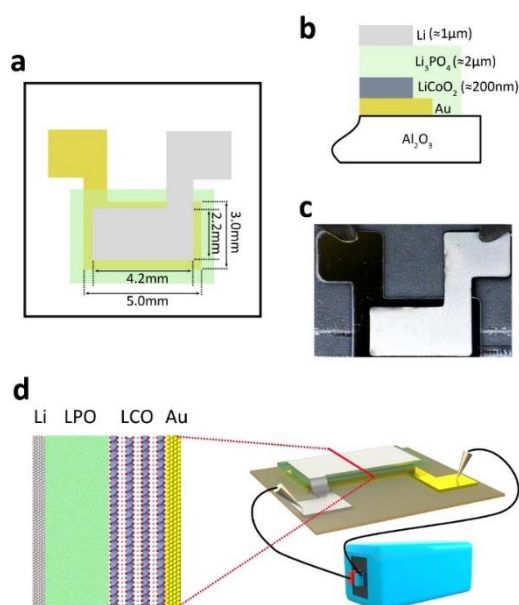 a
2.2mm
3.0mm
4.2mm
5.0mm
b
Li (≈1μm)
Li₃PO₄ (≈2μm)
LiCoO₂ (≈200nm)
Au
Al₂O₃
c
d
Li LPO LCO Au